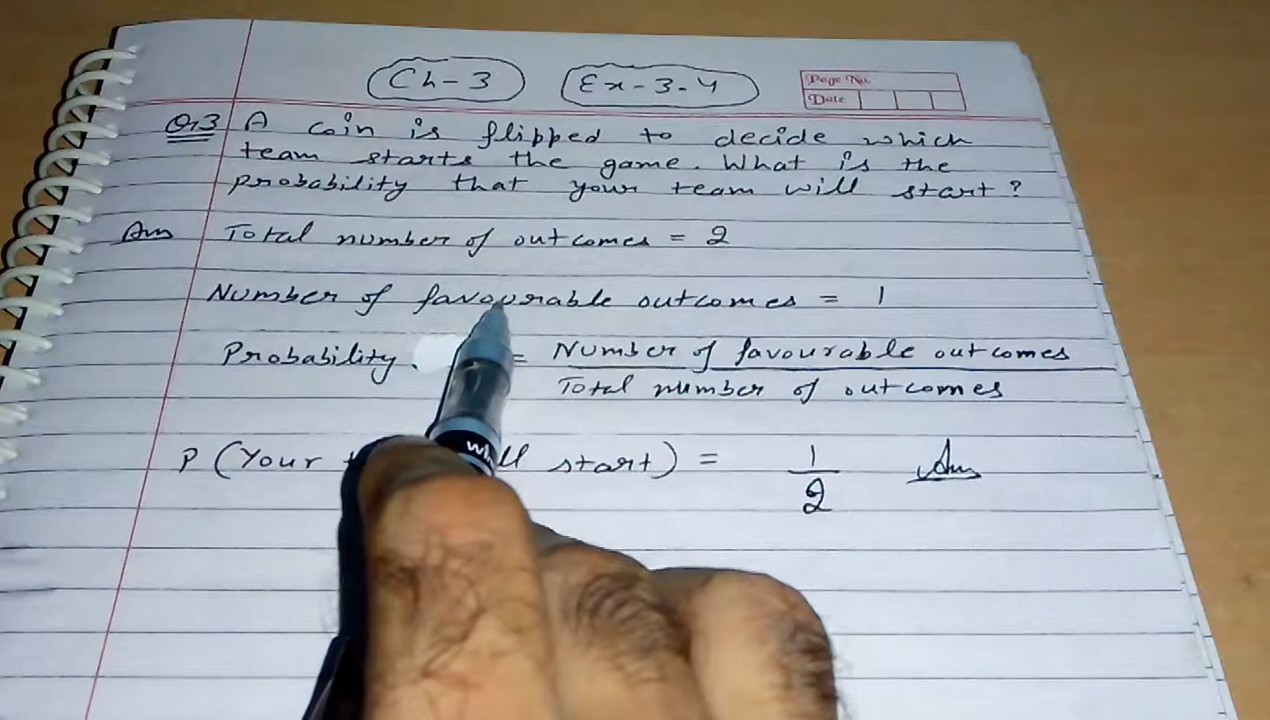 Ch-3 Ex-3.4
Page No.
Date
Q.3 A coin is flipped to decide which
team starts the game. What is the
probability that your team will start?
Ans Total number of outcomes = 2
Number of favourable outcomes = 1
Probability. = Number of favourable outcomes
Total number of outcomes
P (Your will start) = 1
2 Ans